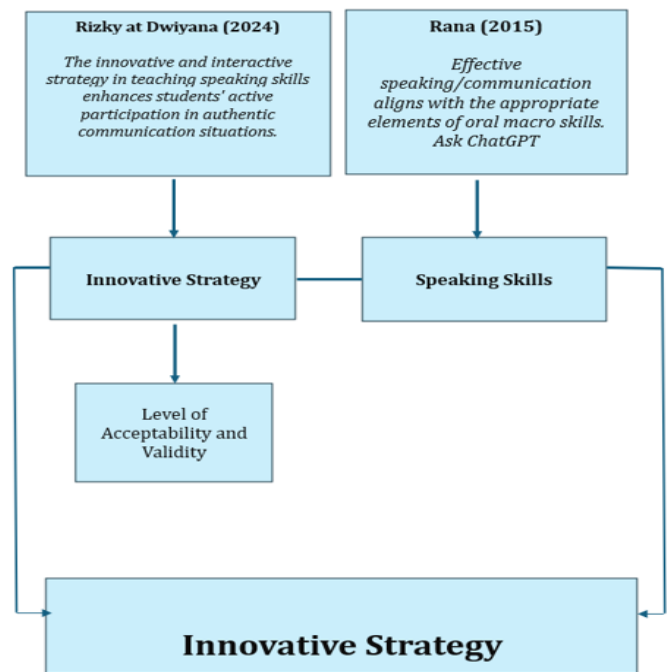 Rizky at Dwiyana (2024)
The innovative and interactive
strategy in teaching speaking skills
enhances students' active
participation in authentic
communication situations.
Rana (2015)
Effective
speaking/communication
aligns with the appropriate
elements of oral macro skills.
Ask ChatGPT
Innovative Strategy
Speaking Skills
Level of
Acceptability and
Validity
Innovative Strategy